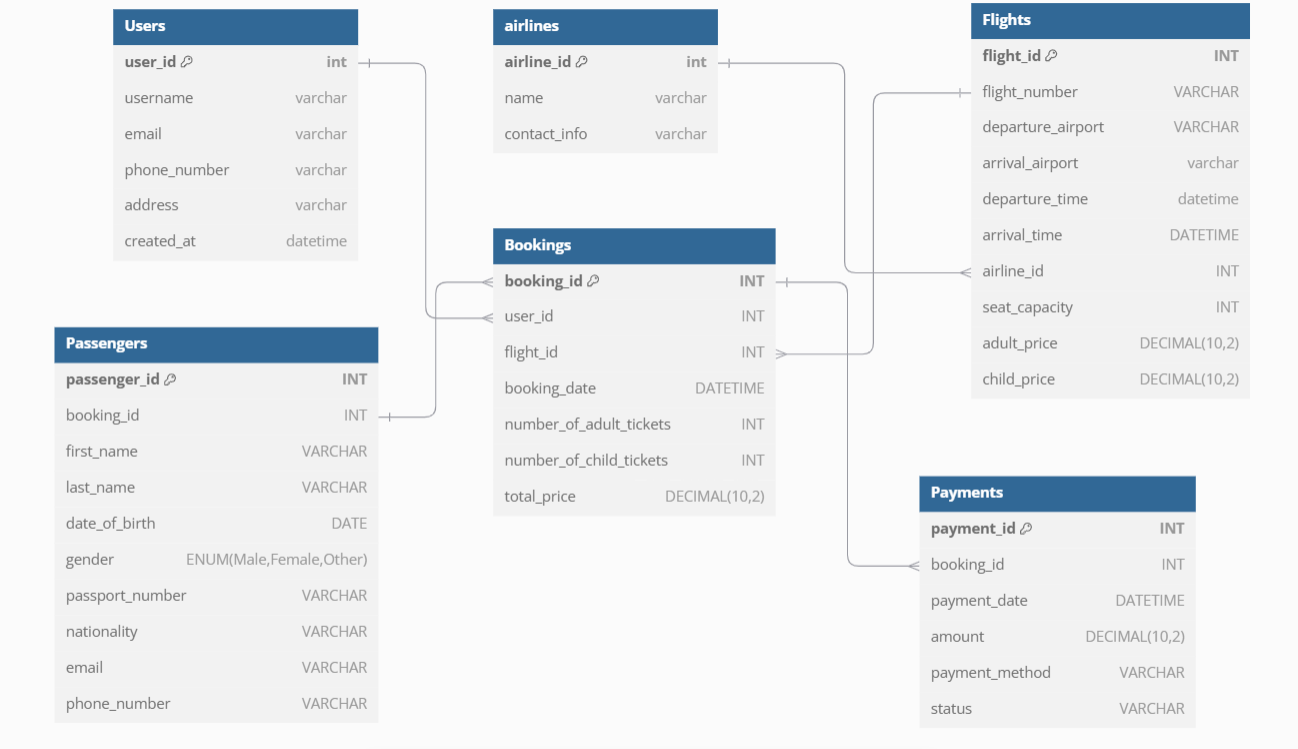 Users
user_id int
username varchar
email varchar
phone_number varchar
address varchar
created_at datetime
airlines
airline_id int
name varchar
contact_info varchar
Flights
flight_id INT
flight_number VARCHAR
departure_airport VARCHAR
arrival_airport varchar
departure_time datetime
arrival_time DATETIME
airline_id INT
seat_capacity INT
adult_price DECIMAL(10,2)
child_price DECIMAL(10,2)
Bookings
booking_id INT
user_id INT
flight_id INT
booking_date DATETIME
number_of_adult_tickets INT
number_of_child_tickets INT
total_price DECIMAL(10,2)
Passengers
passenger_id INT
booking_id INT
first_name VARCHAR
last_name VARCHAR
date_of_birth DATE
gender ENUM(Male,Female,Other)
passport_number VARCHAR
nationality VARCHAR
email VARCHAR
phone_number VARCHAR
Payments
payment_id INT
booking_id INT
payment_date DATETIME
amount DECIMAL(10,2)
payment_method VARCHAR
status VARCHAR